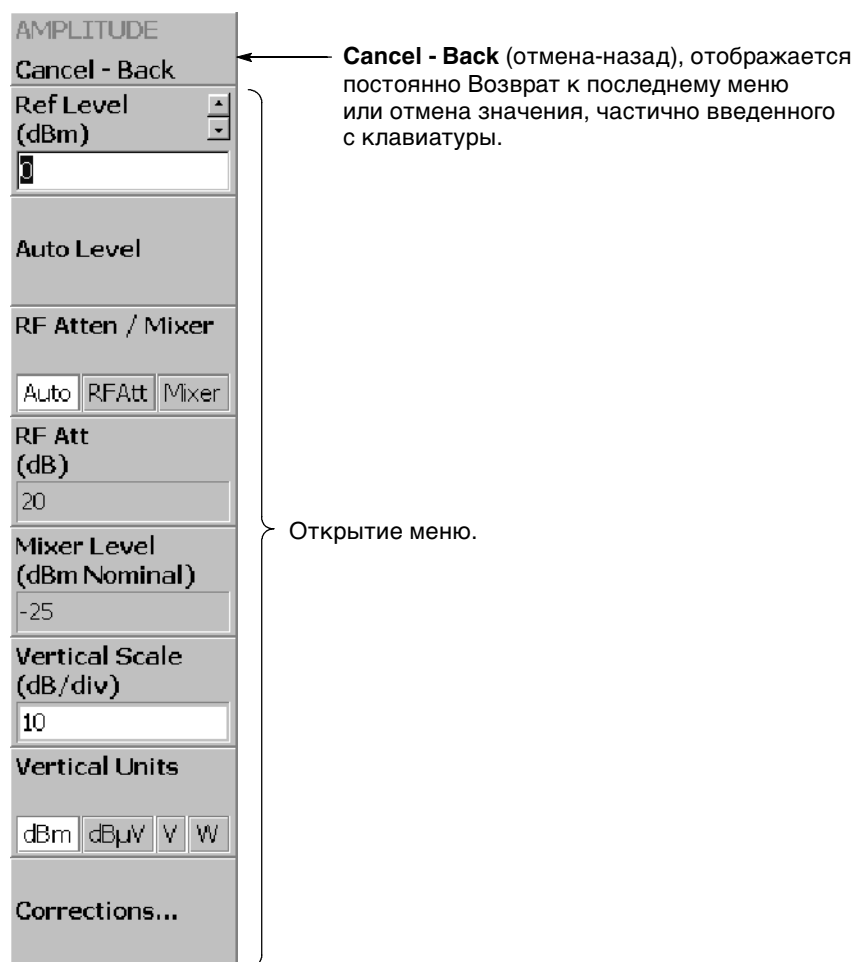 AMPLITUDE
Cancel - Back
Ref Level
(dBm)
0
Auto Level
RF Atten / Mixer
Auto RFAtt Mixer
RF Att
(dB)
20
Mixer Level
(dBm Nominal)
-25
Vertical Scale
(dB/div)
10
Vertical Units
dBm dBµV V W
Corrections...
Cancel - Back (отмена-назад), отображается
постоянно Возврат к последнему меню
или отмена значения, частично введенного
с клавиатуры.
Открытие меню.